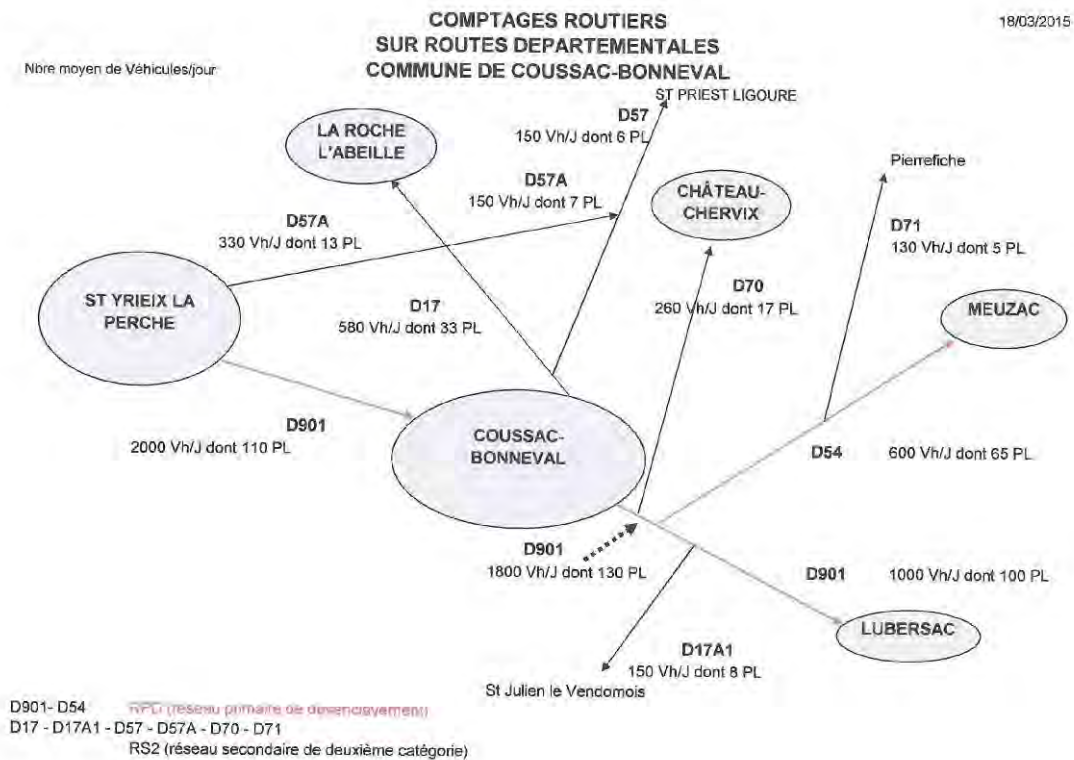 COMPTAGES ROUTIERS
SUR ROUTES DEPARTEMENTALES
COMMUNE DE COUSSAC-BONNEVAL
18/03/2015
Nbre moyen de Véhicules/jour
ST PRIEST LIGOURE
D57
150 Vh/J dont 6 PL
LA ROCHE
L'ABEILLE
Pierrefiche
D57A
150 Vh/J dont 7 PL
CHÂTEAU-
CHERVIX
D57A
330 Vh/J dont 13 PL
D71
130 Vh/J dont 5 PL
ST YRIEIX LA
PERCHE
D17
580 Vh/J dont 33 PL
D70
260 Vh/J dont 17 PL
MEUZAC
D901
2000 Vh/J dont 110 PL
COUSSAC-
BONNEVAL
D54 600 Vh/J dont 65 PL
D901
1800 Vh/J dont 130 PL
D901 1000 Vh/J dont 100 PL
LUBERSAC
D17A1
150 Vh/J dont 8 PL
St Julien le Vendomois
D901- D54 RPD (réseau primaire de désenclavement)
D17 - D17A1 - D57 - D57A - D70 - D71
RS2 (réseau secondaire de deuxième catégorie)